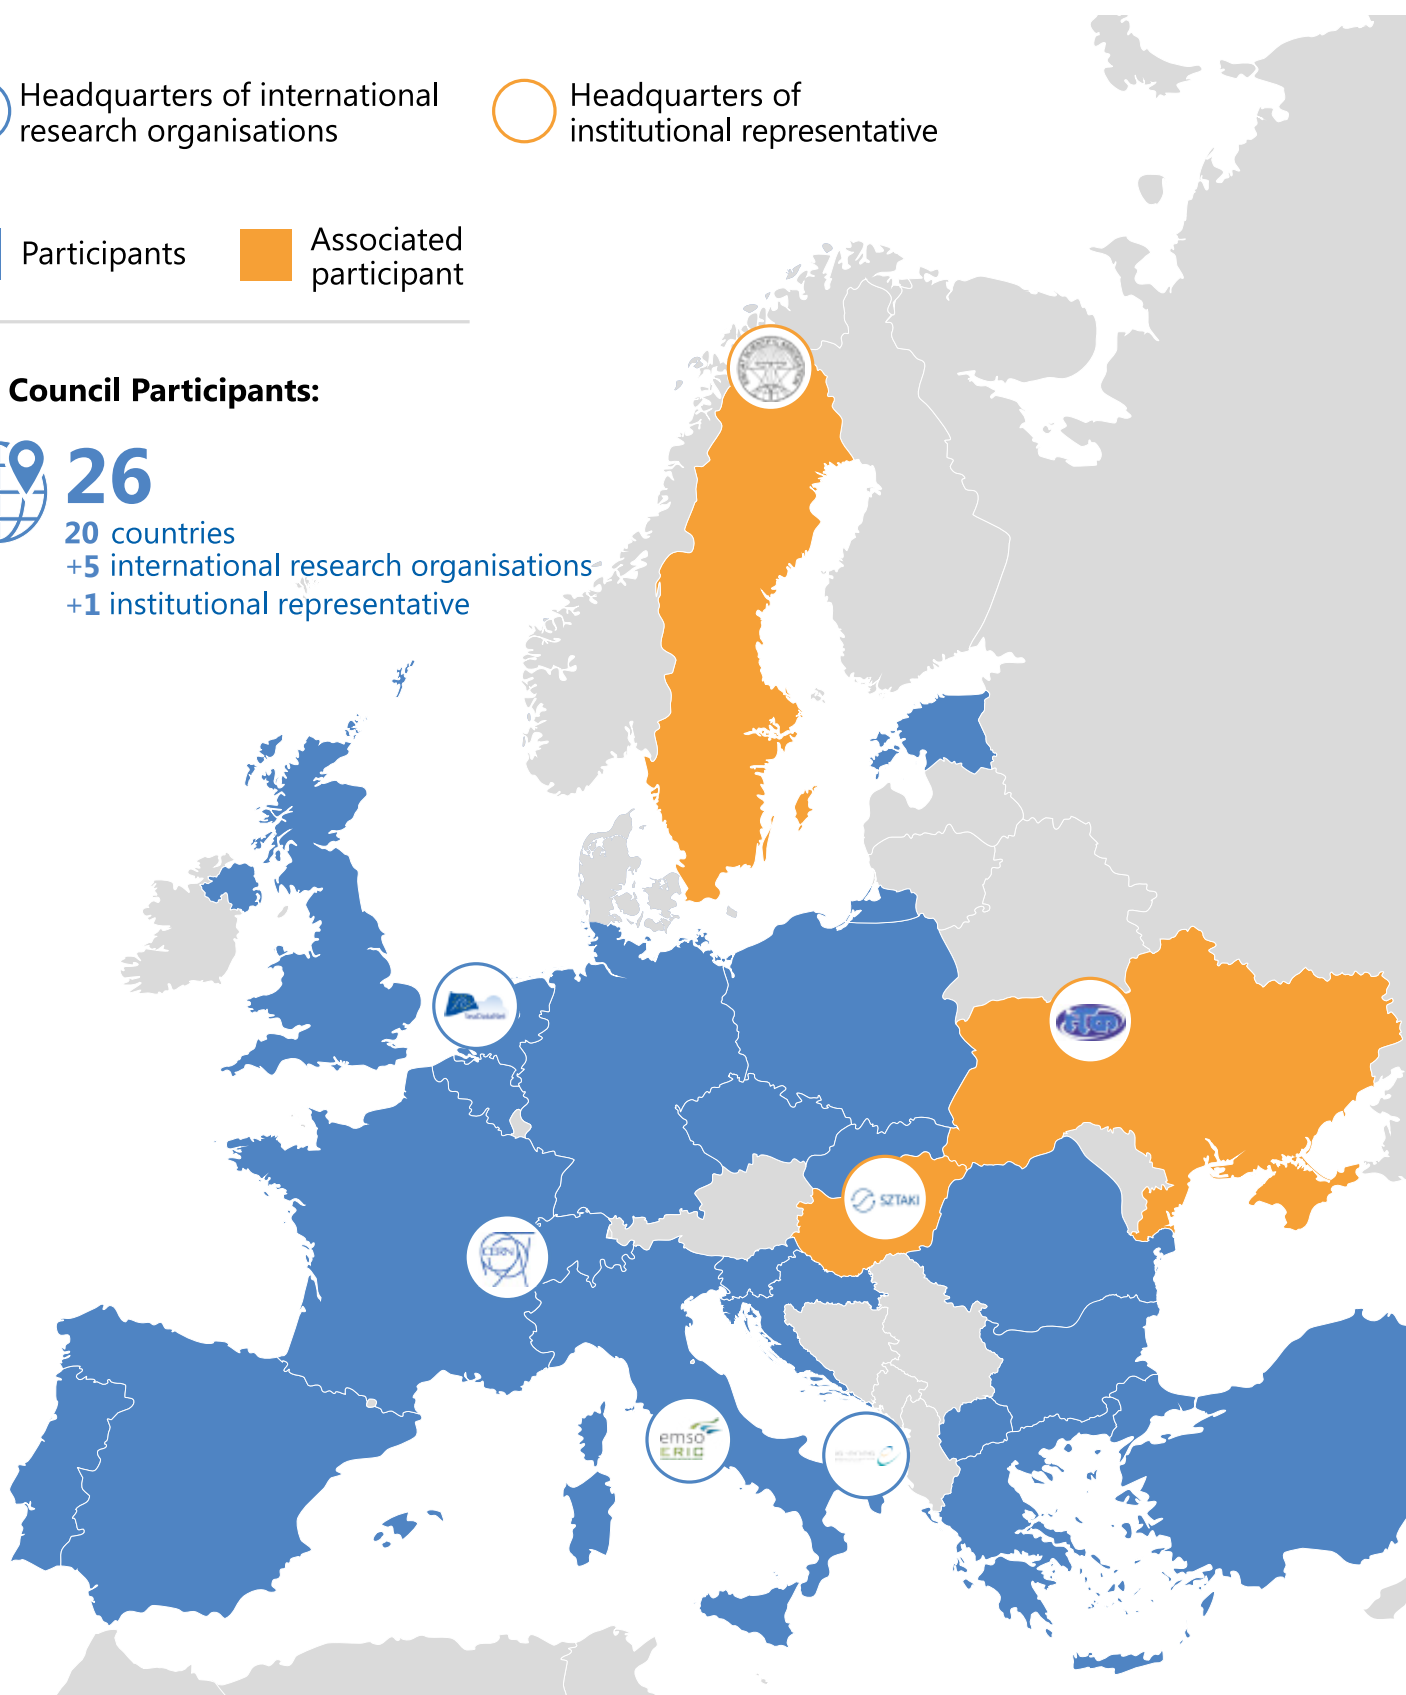 Headquarters of international
research organisations
Headquarters of
institutional representative
Participants
Associated
participant
Council Participants:
26
20 countries
+5 international research organisations
+1 institutional representative
SZTAKI
CERN
emso
ERIC